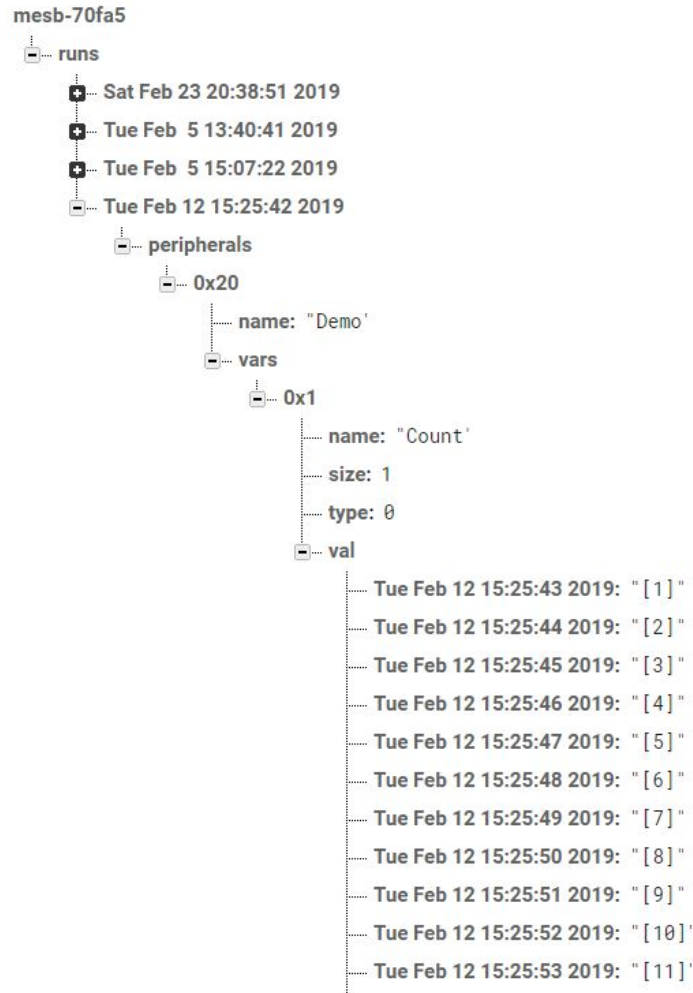 mesb-70fa5
runs
Sat Feb 23 20:38:51 2019
Tue Feb  5 13:40:41 2019
Tue Feb  5 15:07:22 2019
Tue Feb 12 15:25:42 2019
peripherals
0x20
name: "Demo'
vars
0x1
name: "Count'
size: 1
type: 0
val
Tue Feb 12 15:25:43 2019: "[1]"
Tue Feb 12 15:25:44 2019: "[2]"
Tue Feb 12 15:25:45 2019: "[3]"
Tue Feb 12 15:25:46 2019: "[4]"
Tue Feb 12 15:25:47 2019: "[5]"
Tue Feb 12 15:25:48 2019: "[6]"
Tue Feb 12 15:25:49 2019: "[7]"
Tue Feb 12 15:25:50 2019: "[8]"
Tue Feb 12 15:25:51 2019: "[9]"
Tue Feb 12 15:25:52 2019: "[10]'
Tue Feb 12 15:25:53 2019: "[11]'